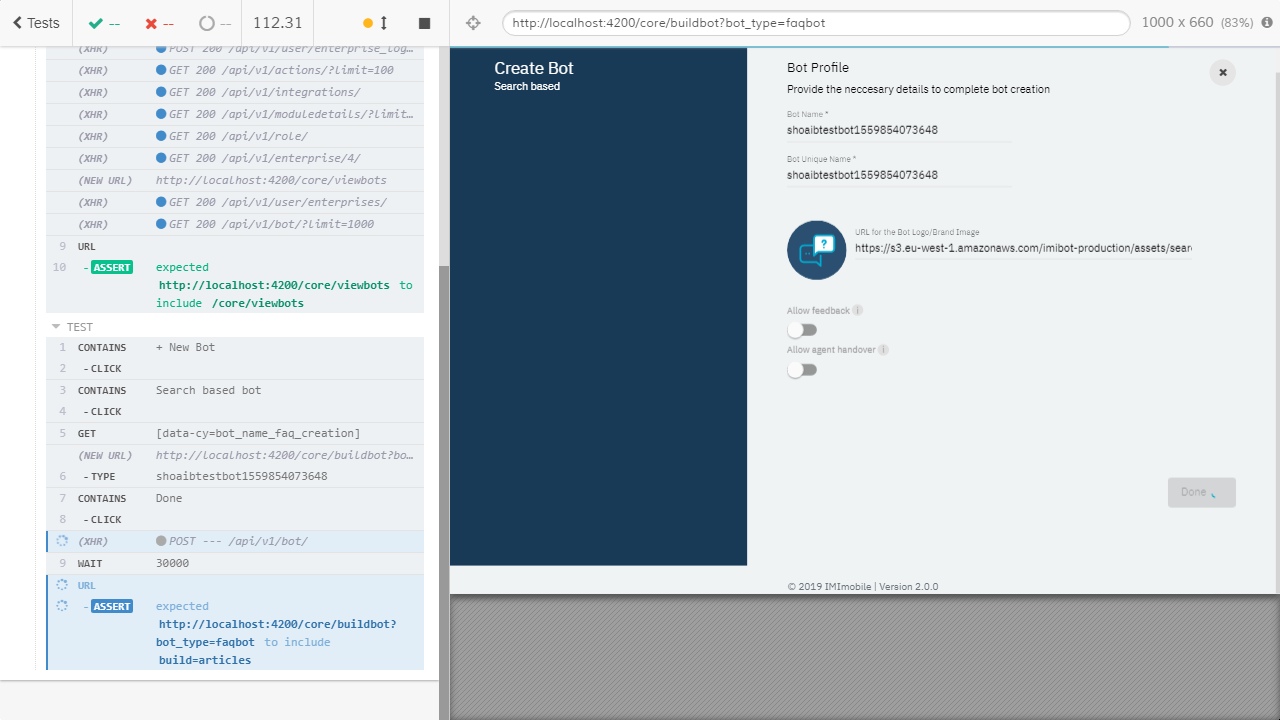 Tests
--
--
--
112.31
http://localhost:4200/core/buildbot?bot_type=faqbot
1000 x 660 (83%)
(XHR) POST 200 /api/v1/user/enterprise_log…
(XHR) GET 200 /api/v1/actions/?limit=100
(XHR) GET 200 /api/v1/integrations/
(XHR) GET 200 /api/v1/moduledetails/?limit…
(XHR) GET 200 /api/v1/role/
(XHR) GET 200 /api/v1/enterprise/4/
(NEW URL) http://localhost:4200/core/viewbots
(XHR) GET 200 /api/v1/user/enterprises/
(XHR) GET 200 /api/v1/bot/?limit=1000
9 URL
10 - ASSERT expected
http://localhost:4200/core/viewbots to
include /core/viewbots
TEST
1 CONTAINS + New Bot
2 - CLICK
3 CONTAINS Search based bot
4 - CLICK
5 GET [data-cy=bot_name_faq_creation]
(NEW URL) http://localhost:4200/core/buildbot?bo…
6 - TYPE shoaibtestbot1559854073648
7 CONTAINS Done
8 - CLICK
(XHR) POST --- /api/v1/bot/
9 WAIT 30000
URL
- ASSERT expected
http://localhost:4200/core/buildbot?
bot_type=faqbot to include
build=articles
Create Bot
Search based
Bot Profile
Provide the neccesary details to complete bot creation
Bot Name *
shoaibtestbot1559854073648
Bot Unique Name *
shoaibtestbot1559854073648
URL for the Bot Logo/Brand Image
https://s3.eu-west-1.amazonaws.com/imibot-production/assets/sear
Allow feedback i
Allow agent handover i
Done
© 2019 IMImobile | Version 2.0.0